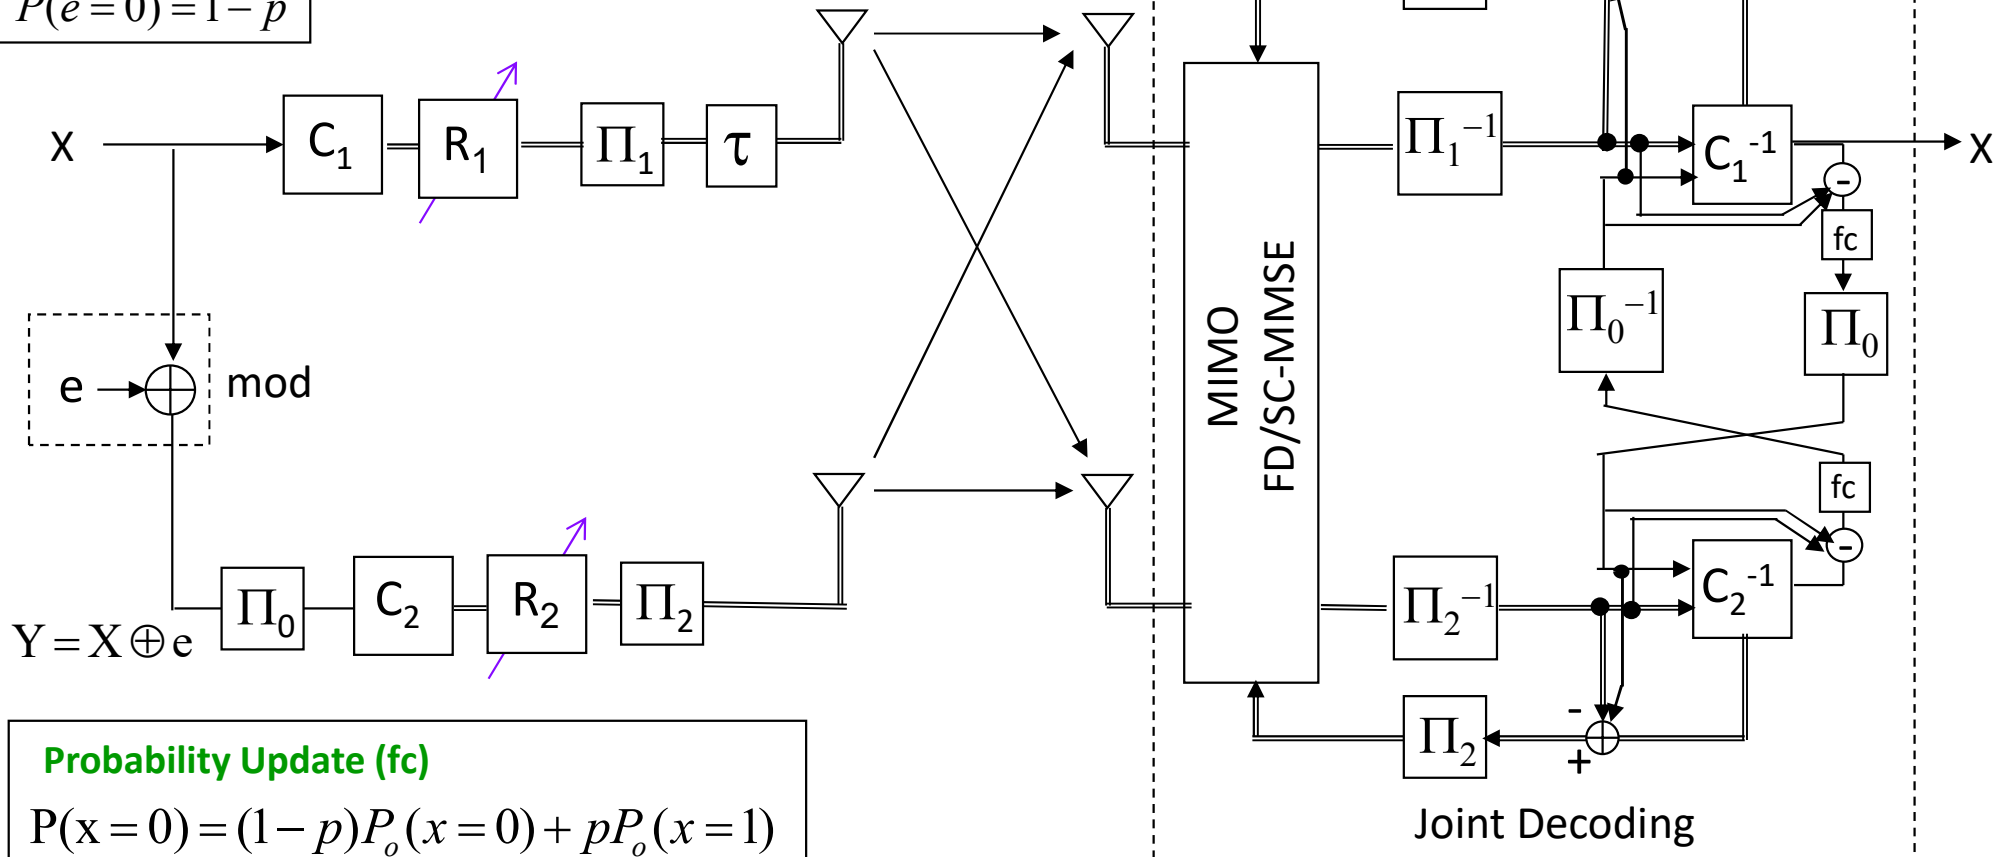 P(e = 0) = 1 − p
X
C₁
R₁
Π₁
τ
e
mod
Y = X ⊕ e
Π₀
C₂
R₂
Π₂
MIMO
FD/SC-MMSE
Π₁⁻¹
C₁⁻¹
X
-
fc
Π₀⁻¹
Π₀
fc
-
Π₂⁻¹
C₂⁻¹
-
+
Π₂
Joint Decoding
Probability Update (fc)
P(x = 0) = (1 − p)Pₒ(x = 0) + pPₒ(x = 1)